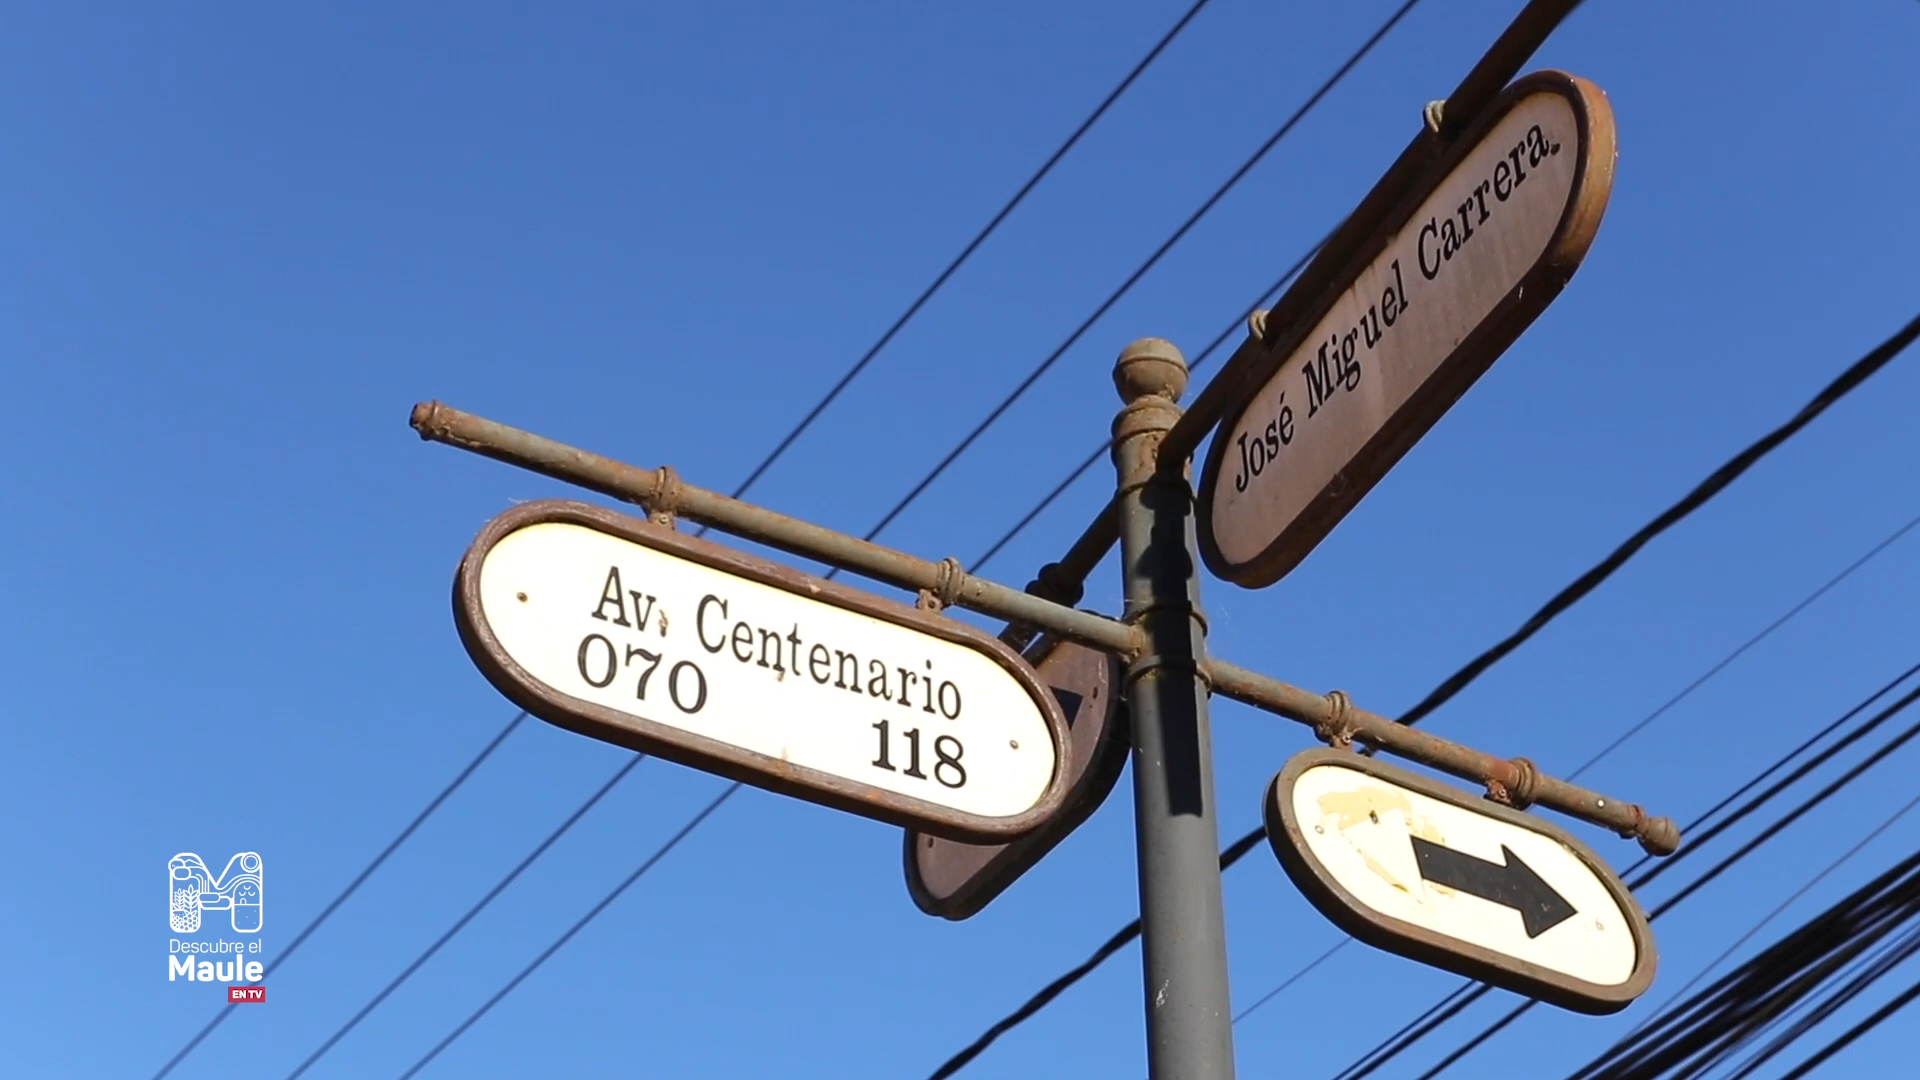 José Miguel Carrera
Av. Centenario
070
118
Descubre el
Maule
EN TV